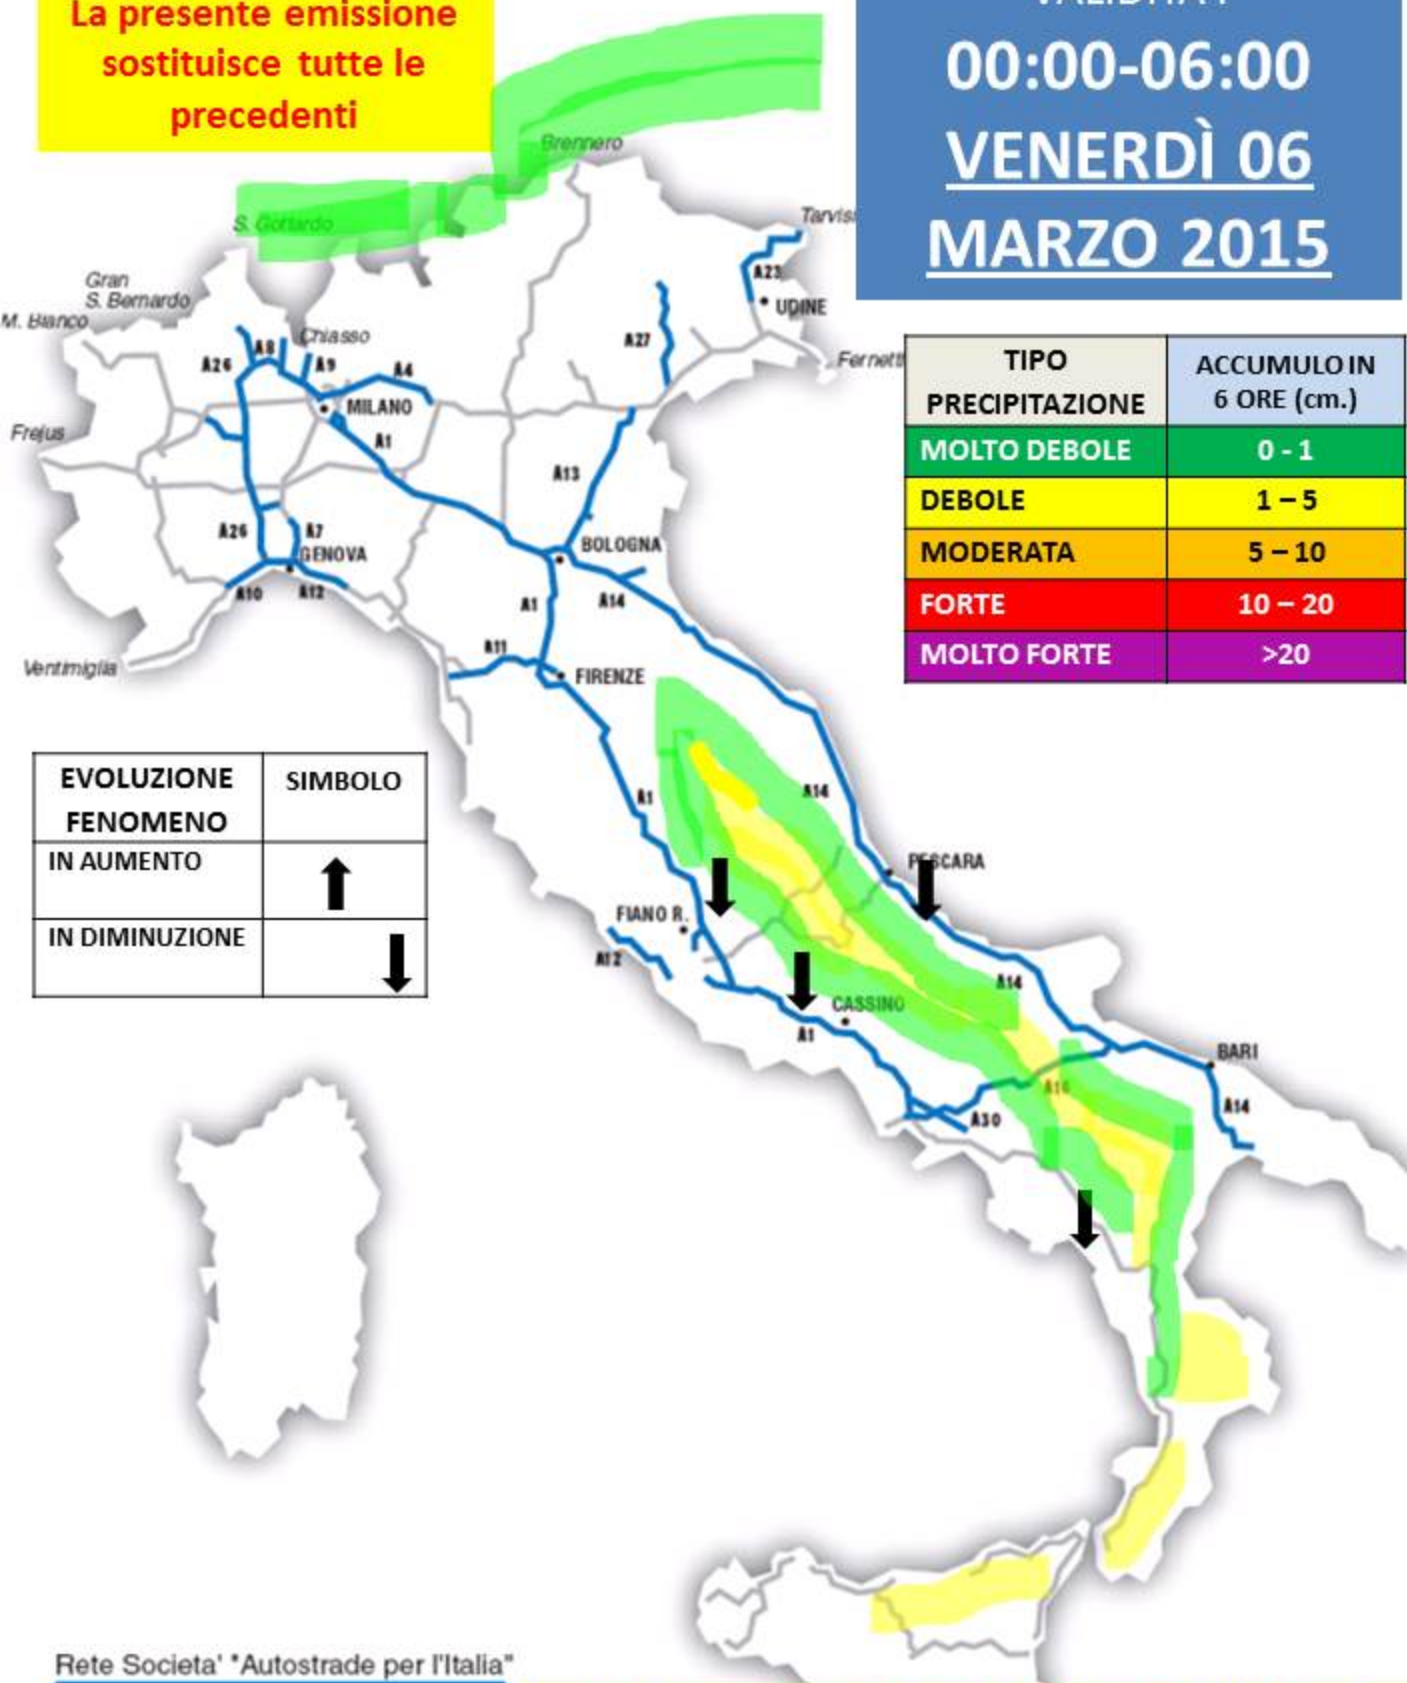 La presente emissione
sostituisce tutte le
precedenti
00:00-06:00
VENERDÌ 06
MARZO 2015
Brennero
S. Gottardo
Tarvisi
Gran
S. Bernardo
M. Bianco
A23
UDINE
Chiasso
A8
A26
A9
A4
A27
Fernett
MILANO
Frejus
A1
A13
A26
A7
GENOVA
BOLOGNA
A10
A12
A1
A14
A11
Ventimiglia
FIRENZE
TIPO
PRECIPITAZIONE
ACCUMULO IN
6 ORE (cm.)
MOLTO DEBOLE
0 - 1
DEBOLE
1 – 5
MODERATA
5 – 10
FORTE
10 – 20
MOLTO FORTE
>20
EVOLUZIONE
FENOMENO
SIMBOLO
IN AUMENTO
IN DIMINUZIONE
A1
A14
PESCARA
FIANO R.
A12
A14
CASSINO
A1
BARI
A16
A30
A14
Rete Societa' "Autostrade per l'Italia"